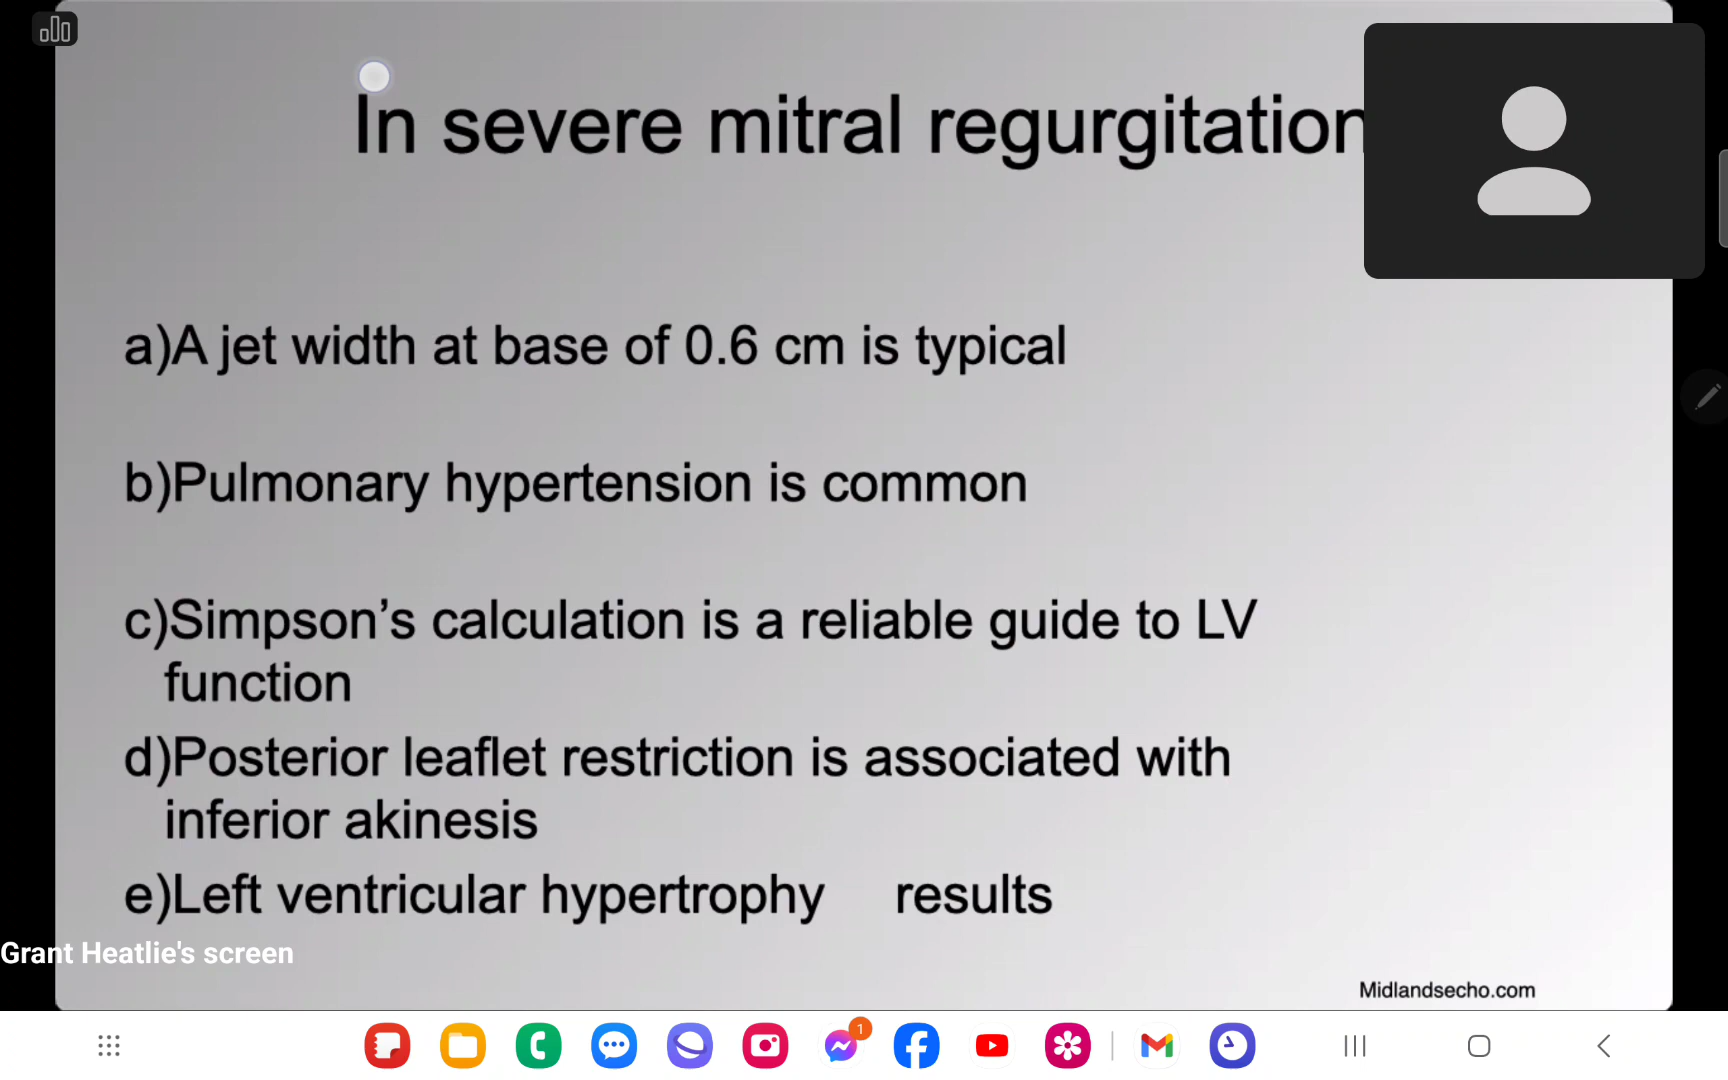 In severe mitral regurgitation
a)A jet width at base of 0.6 cm is typical
b)Pulmonary hypertension is common
c)Simpson’s calculation is a reliable guide to LV
function
d)Posterior leaflet restriction is associated with
inferior akinesis
e)Left ventricular hypertrophy results
Grant Heatlie's screen
Midlandsecho.com
1